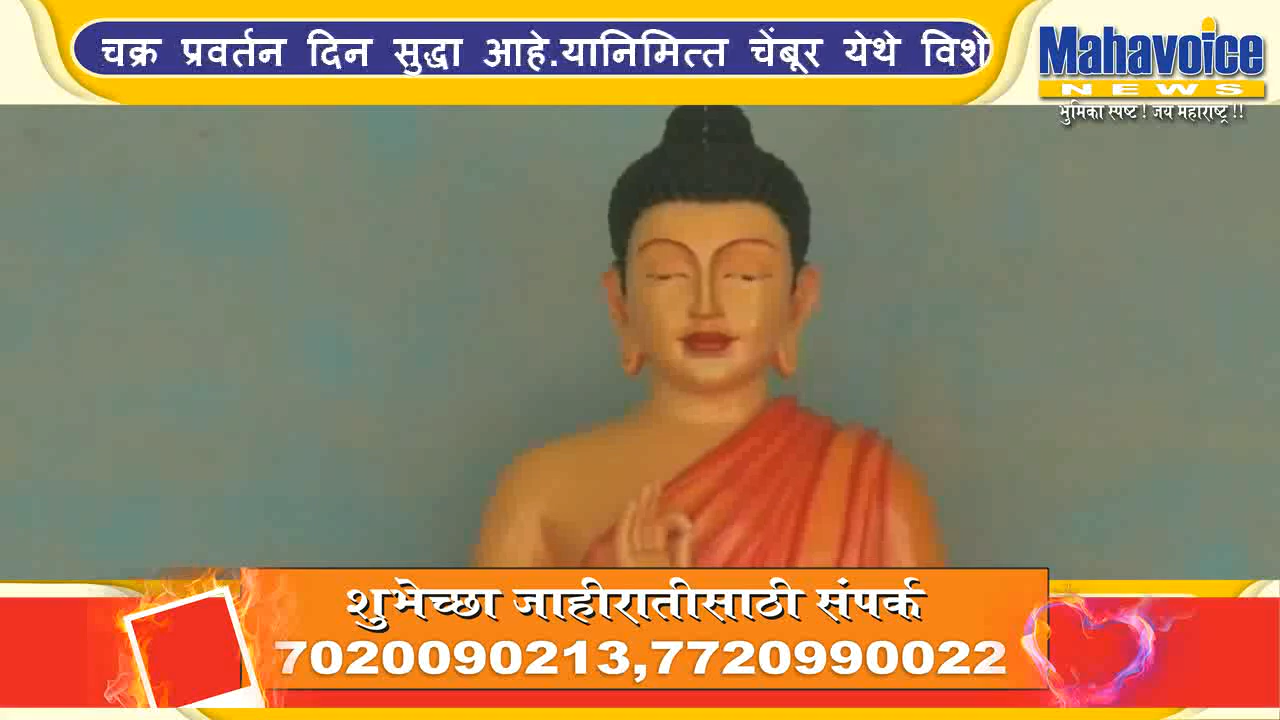 चक्र प्रवर्तन दिन सुद्धा आहे.यानिमित्त चेंबूर येथे विशे
Mahavoice
NEWS
भुमिका स्पष्ट ! जय महाराष्ट्र !!
शुभेच्छा जाहीरातीसाठी संपर्क
7020090213,7720990022